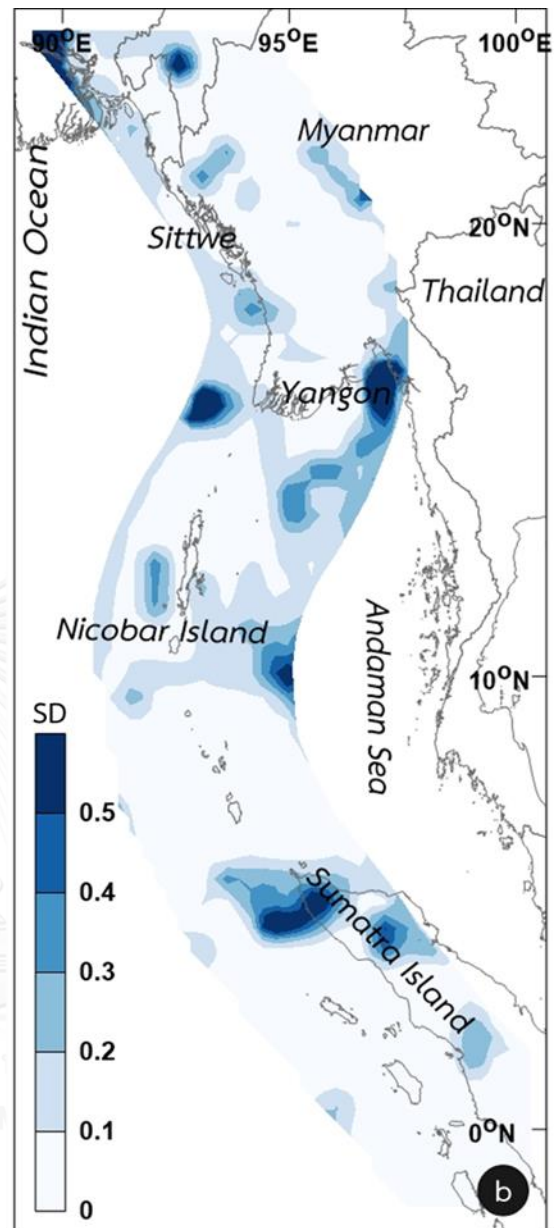 90°E
95°E
100°E
Myanmar
Indian Ocean
20°N
Sittwe
Thailand
Yangon
Nicobar Island
Andaman Sea
10°N
SD
0.5
0.4
0.3
0.2
0.1
0
Sumatra Island
0°N
b